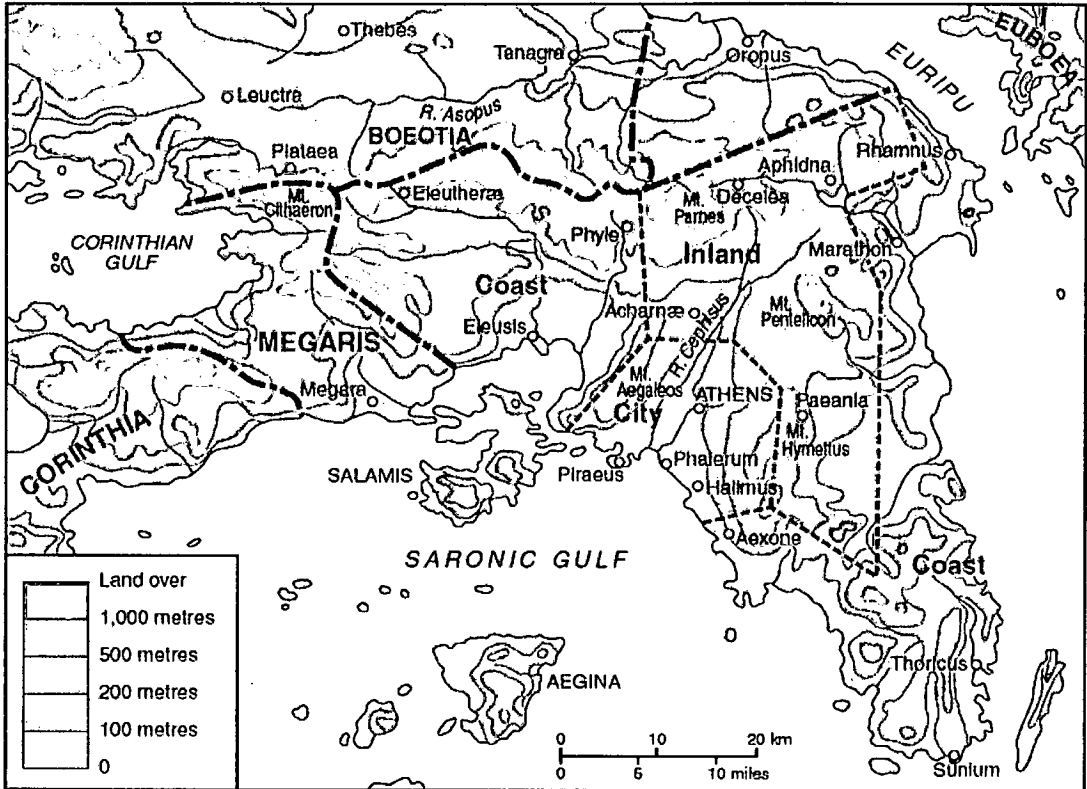 Thebes
EUBOEA
Tanagra
Oropus
EURIPU
Leuctra
R. Asopus
BOEOTIA
Plataea
Rhamnus
Aphidna
Eleutheræ
Decelea
Mt.
Cithaeron
Mt.
Parnes
Phyle
CORINTHIAN
GULF
Inland
Marathon
Coast
Acharnæ
Mt.
Pentelicon
Eleusis
R. Cephisus
MEGARIS
Mt.
Aegaleos
Megara
ATHENS
Paeania
City
CORINTHIA
Mt.
Hymettus
SALAMIS
Piraeus
Phalerum
Halimus
Aexone
SARONIC GULF
Coast
Land over
1,000 metres
500 metres
200 metres
100 metres
0
Thoricus
AEGINA
0 10 20 km
0 6 10 miles
Sunium